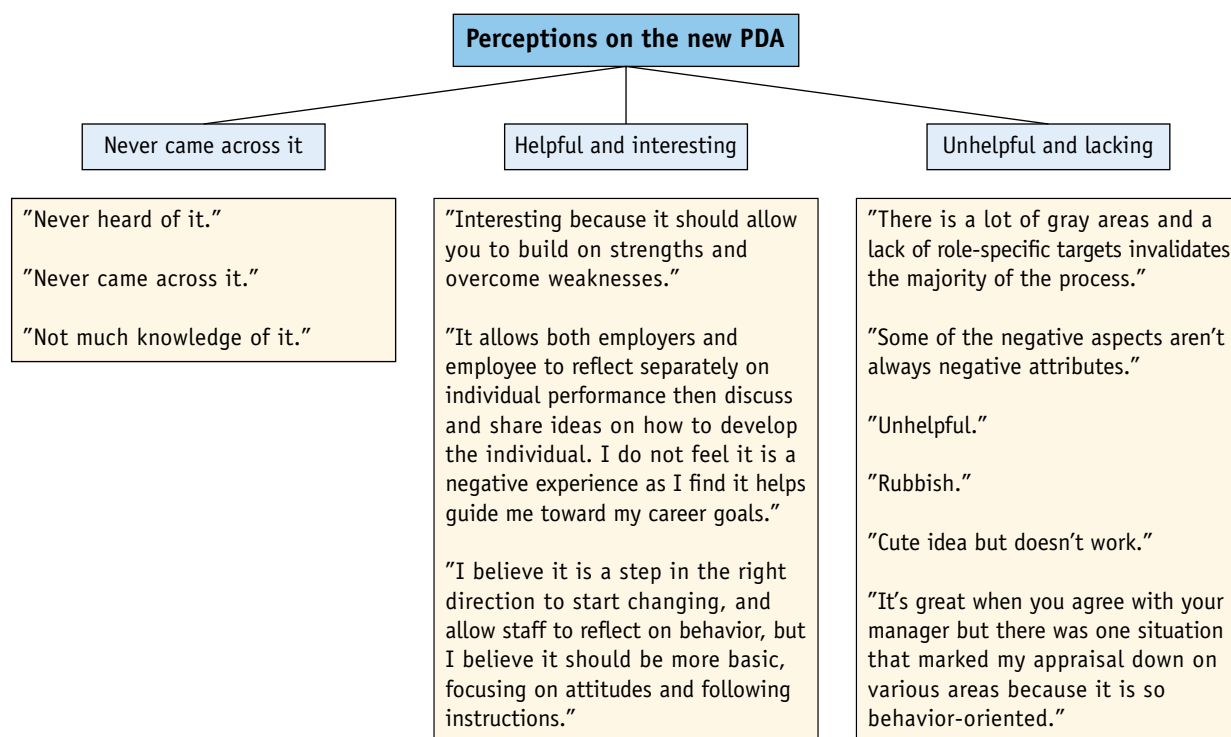 Perceptions on the new PDA
Never came across it
Helpful and interesting
Unhelpful and lacking
"Never heard of it."
"Never came across it."
"Not much knowledge of it."
"Interesting because it should allow
you to build on strengths and
overcome weaknesses."
"It allows both employers and
employee to reflect separately on
individual performance then discuss
and share ideas on how to develop
the individual. I do not feel it is a
negative experience as I find it helps
guide me toward my career goals."
"I believe it is a step in the right
direction to start changing, and
allow staff to reflect on behavior, but
I believe it should be more basic,
focusing on attitudes and following
instructions."
"There is a lot of gray areas and a
lack of role-specific targets invalidates
the majority of the process."
"Some of the negative aspects aren't
always negative attributes."
"Unhelpful."
"Rubbish."
"Cute idea but doesn't work."
"It's great when you agree with your
manager but there was one situation
that marked my appraisal down on
various areas because it is so
behavior-oriented."